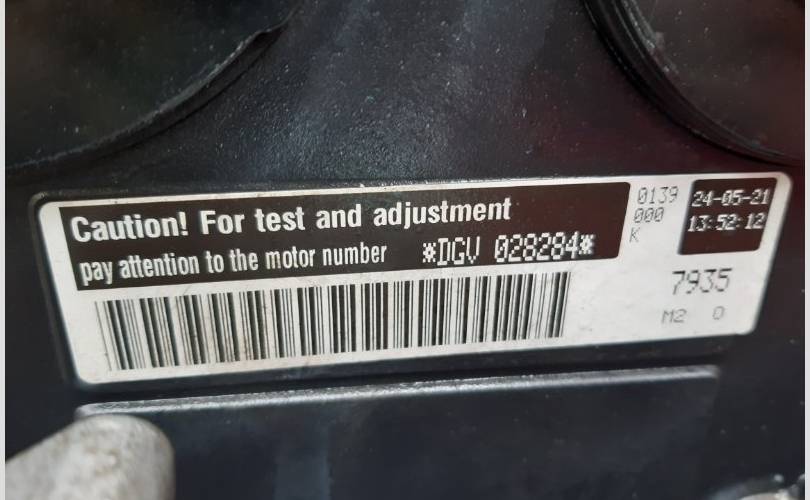 Caution! For test and adjustment
pay attention to the motor number *DGV 028284*
0139
000
K
24-05-21
13:52:12
7935
M2 0